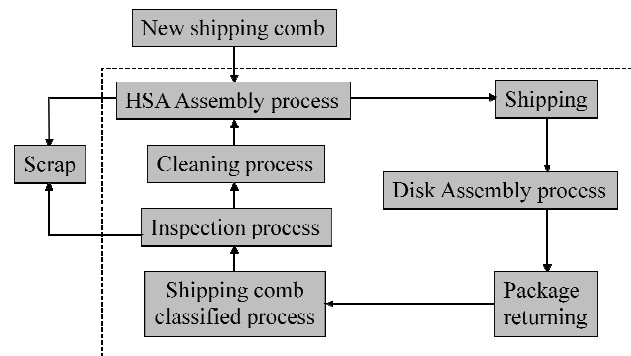 New shipping comb
HSA Assembly process
Shipping
Scrap
Cleaning process
Disk Assembly process
Inspection process
Shipping comb
classified process
Package
returning